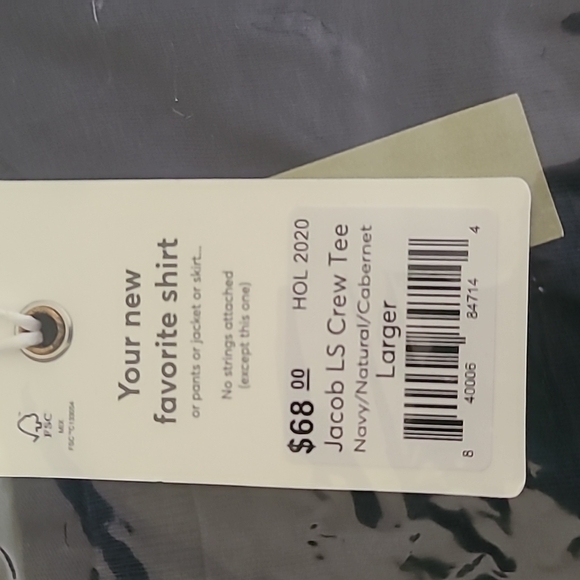 FSC
MIX
Your new
favorite shirt
or pants or jacket or skirt...
No strings attached
(except this one)
$68 00 HOL 2020
Jacob LS Crew Tee
Navy/Natural/Cabernet
Larger
8 40006 84714 4